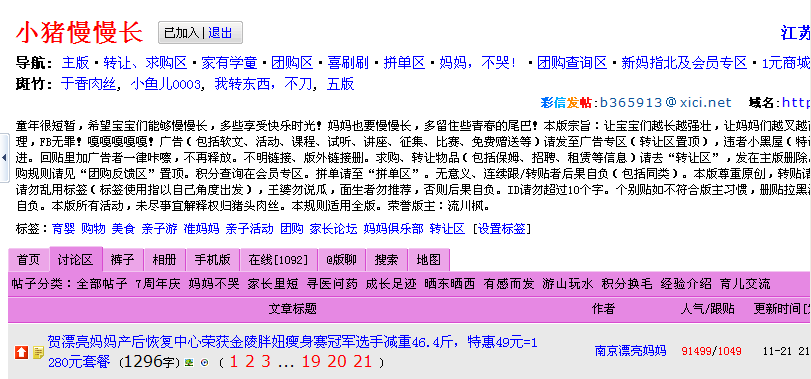 小猪慢慢长 已加入 | 退出 江苏
导航: 主版・转让、求购区・家有学童・团购区・喜刷刷・拼单区・妈妈, 不哭!・团购查询区・新妈指北及会员专区・1元商城
斑竹: 于香肉丝, 小鱼儿0003, 我转东西, 不刀, 五版
彩信发帖:b365913@xici.net 域名:http
童年很短暂，希望宝宝们能够慢慢长，多些享受快乐时光！妈妈也要慢慢长，多留住些青春的尾巴！本版宗旨：让宝宝们越长越强壮，让妈妈们越叉越
理，FB无罪！嘎嘎嘎嘎嘎！广告（包括软文、活动、课程、试听、讲座、征集、比赛、免费赠送等）请发至广告专区（转让区置顶），违者小黑屋（特
进。回贴里加广告者一律咔嚓，不再释放。不明链接、版外链接删。求购、转让物品（包括保姆、招聘、租赁等信息）请去“转让区”，发在主版删除
购规则请见“团购反馈区”置顶。积分查询在会员专区。拼单请至“拼单区”。无意义、连续跟/转贴者后果自负（包括同类）。本版尊重原创，转贴请
请勿乱用标签（标签使用指以自己角度出发），王婆勿说瓜，面生者勿推荐，否则后果自负。ID请勿超过10个字。个别贴如不符合版主习惯，删贴拉黑
自负。本版所有活动，未尽事宜解释权归猪头肉丝。本规则适用全版。荣誉版主：流川枫。
标签：育婴 购物 美食 亲子游 准妈妈 亲子活动 团购 家长论坛 妈妈俱乐部 转让区 [设置标签]
首页 讨论区 裤子 相册 手机版 在线[1092] @版聊 搜索 地图
帖子分类：全部帖子 7周年庆 妈妈不哭 家长里短 寻医问药 成长足迹 晒东晒西 有感而发 游山玩水 积分换毛 经验介绍 育儿交流
文章标题 作者 人气/跟贴 更新时间[
贺漂亮妈妈产后恢复中心荣获金陵胖妞瘦身赛冠军选手减重46.4斤，特惠49元=1 南京漂亮妈妈 91499/1049 11-21 21
280元套餐 (1296字) ( 1 2 3 ... 19 20 21 )